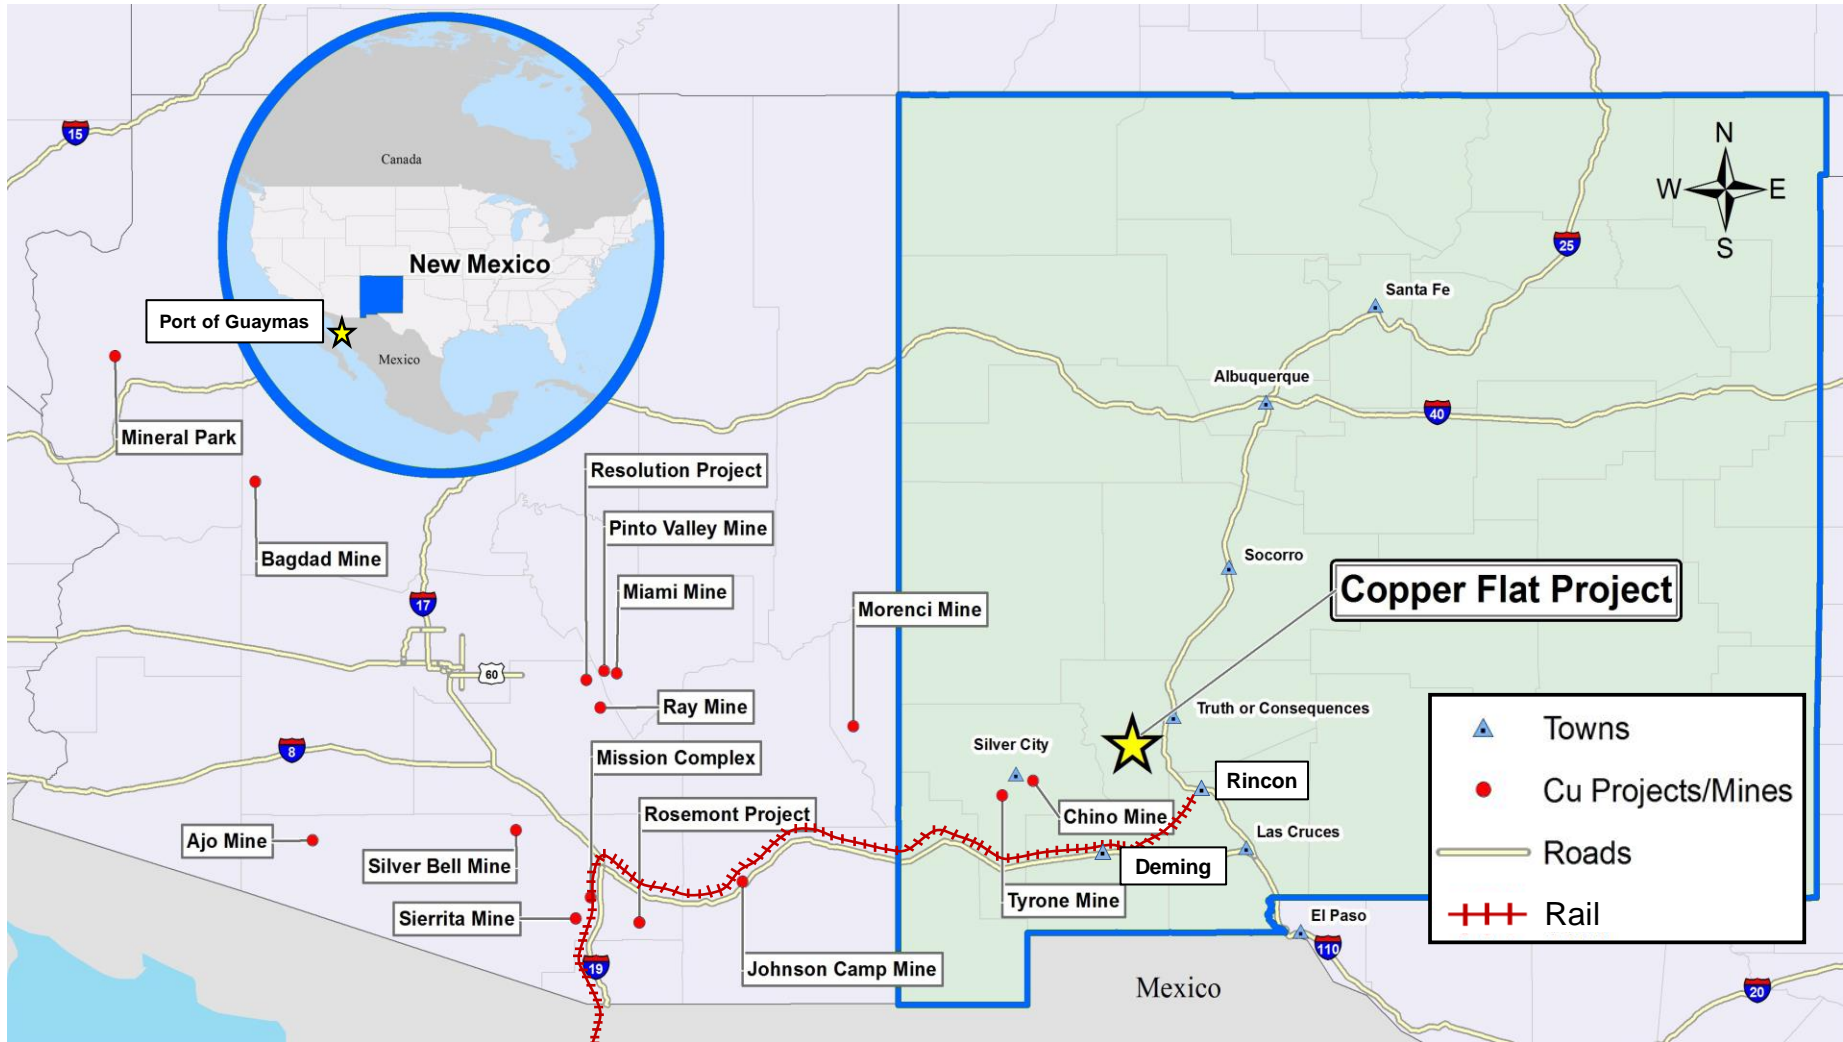 15
Canada
New Mexico
Port of Guaymas
Mexico
N
W
E
S
25
Santa Fe
Albuquerque
40
Mineral Park
Resolution Project
Pinto Valley Mine
Bagdad Mine
Socorro
Copper Flat Project
Miami Mine
17
Morenci Mine
60
Ray Mine
Truth or Consequences
Silver City
8
Mission Complex
Rincon
Rosemont Project
Chino Mine
Las Cruces
Ajo Mine
Silver Bell Mine
Deming
Sierrita Mine
Tyrone Mine
El Paso
110
19
Johnson Camp Mine
Mexico
20
Towns
Cu Projects/Mines
Roads
Rail